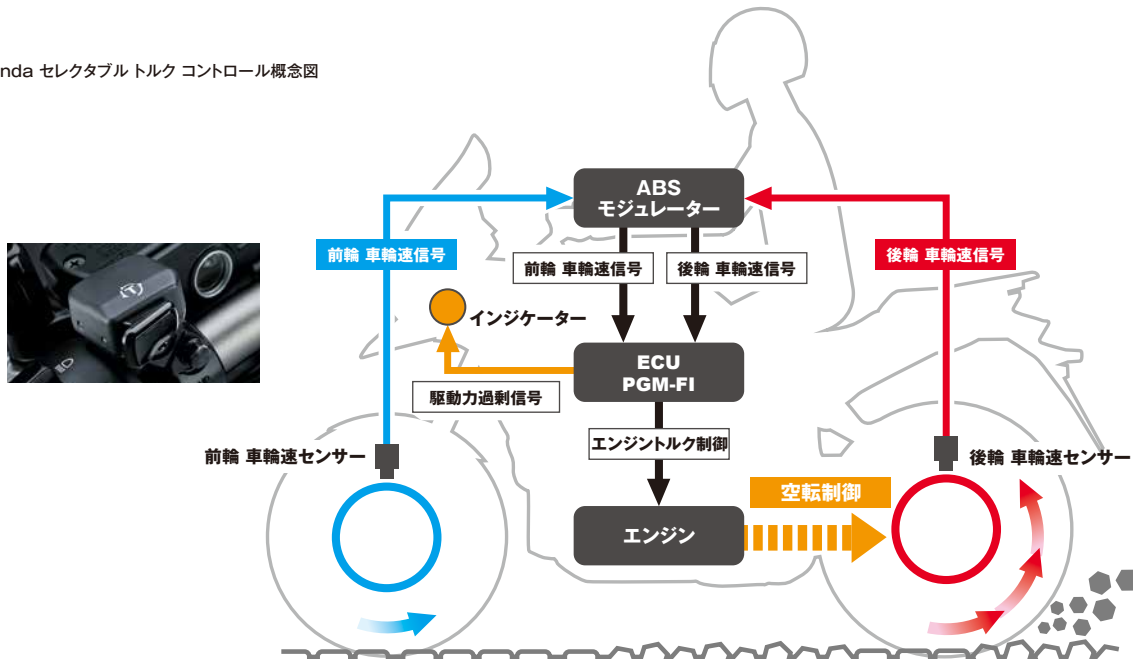 nda セレクタブル トルク コントロール概念図
ABS
モジュレーター
前輪 車輪速信号
前輪 車輪速信号
後輪 車輪速信号
後輪 車輪速信号
インジケーター
ECU
PGM-FI
駆動力過剰信号
エンジントルク制御
前輪 車輪速センサー
後輪 車輪速センサー
空転制御
エンジン
T